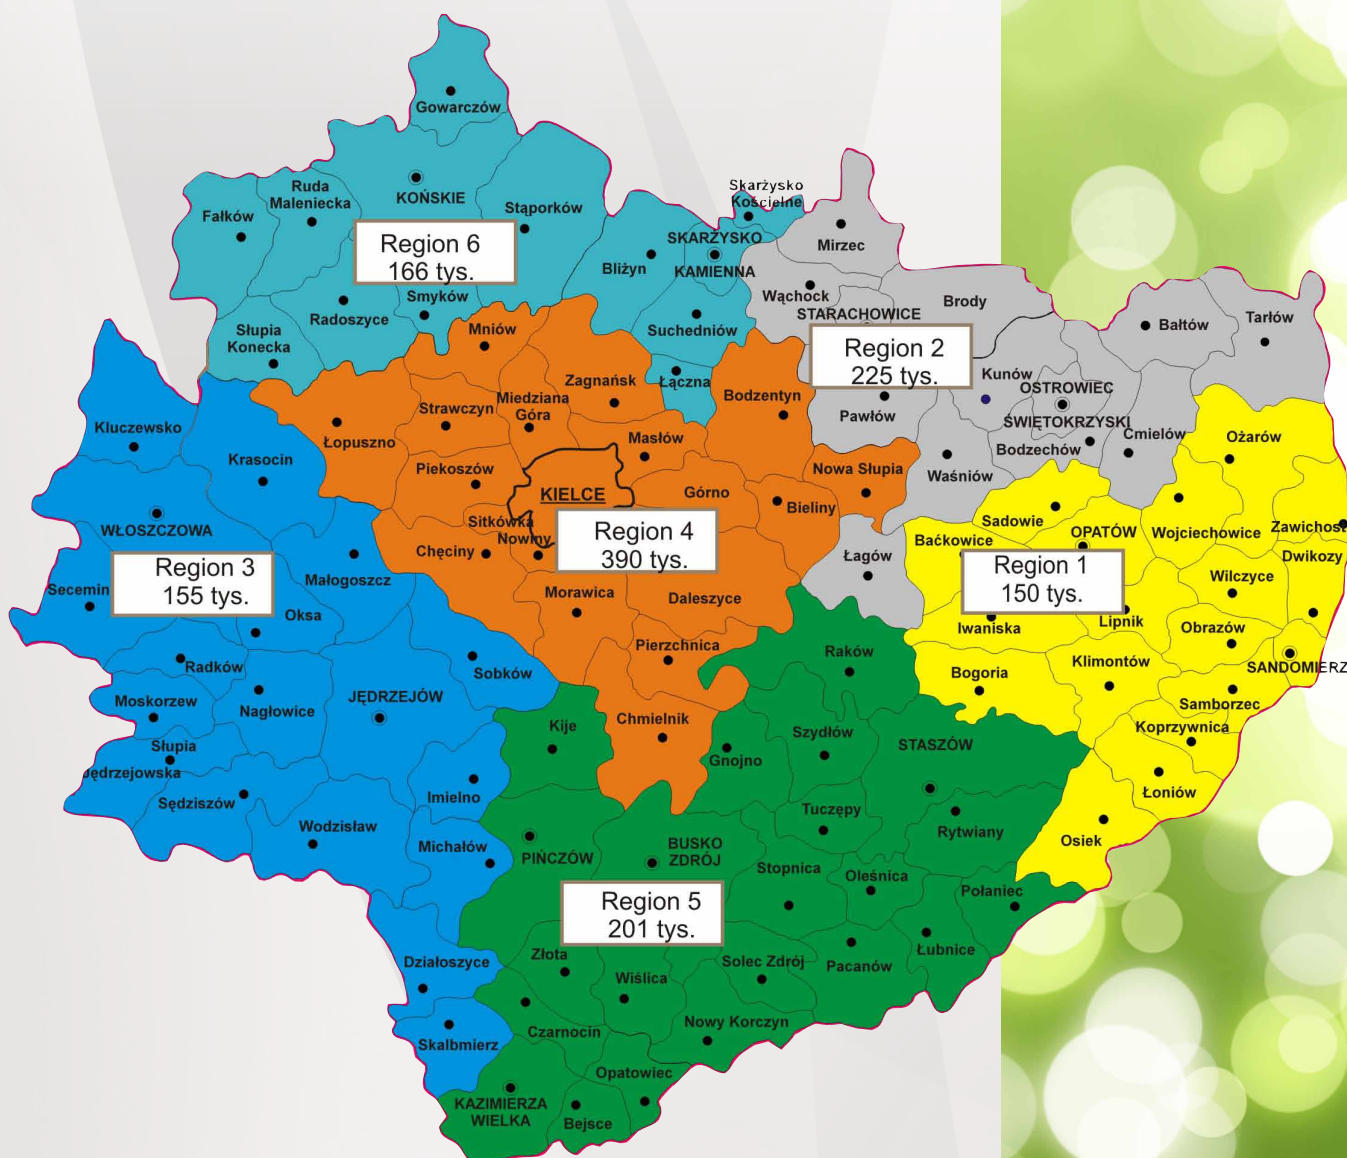 Gowarczów
Ruda
Maleniecka
KOŃSKIE
Fałków
Stąporków
Skarżysko
Kościelne
SKARŻYSKO
KAMIENNA
Bliżyn
Mirzec
Region 6
166 tys.
Smyków
Radoszyce
Słupia
Konecka
Suchedniów
Łączna
Wąchock
STARACHOWICE
Brody
Bałtów
Tarłów
Region 2
225 tys.
Kunów
OSTROWIEC
ŚWIĘTOKRZYSKI
Bodzechów
Ćmielów
Pawłów
Waśniów
Mniów
Zagnańsk
Miedziana
Góra
Strawczyn
Bodzentyn
Łopuszno
Masłów
Piekoszów
KIELCE
Górno
Nowa Słupia
Bieliny
Sitkówka
Nowiny
Chęciny
Region 4
390 tys.
Łagów
Morawica
Daleszyce
Pierzchnica
Chmielnik
Kluczewsko
Krasocin
WŁOSZCZOWA
Region 3
155 tys.
Secemin
Małogoszcz
Oksa
Radków
Moskorzew
Nagłowice
JĘDRZEJÓW
Sobków
Słupia
Jędrzejowska
Sędziszów
Imielno
Wodzisław
Michałów
Działoszyce
Skalbmierz
Ożarów
Sadowie
OPATÓW
Wojciechowice
Zawichost
Baćkowice
Dwikozy
Region 1
150 tys.
Wilczyce
Iwaniska
Lipnik
Obrazów
SANDOMIERZ
Bogoria
Klimontów
Samborzec
Koprzywnica
Łoniów
Osiek
Raków
Kije
Szydłów
STASZÓW
Gnojno
Tuczępy
Rytwiany
PIŃCZÓW
BUSKO
ZDRÓJ
Stopnica
Oleśnica
Połaniec
Region 5
201 tys.
Łubnice
Pacanów
Solec Zdrój
Złota
Wiślica
Czarnocin
Nowy Korczyn
Opatowiec
KAZIMIERZA
WIELKA
Bejsce